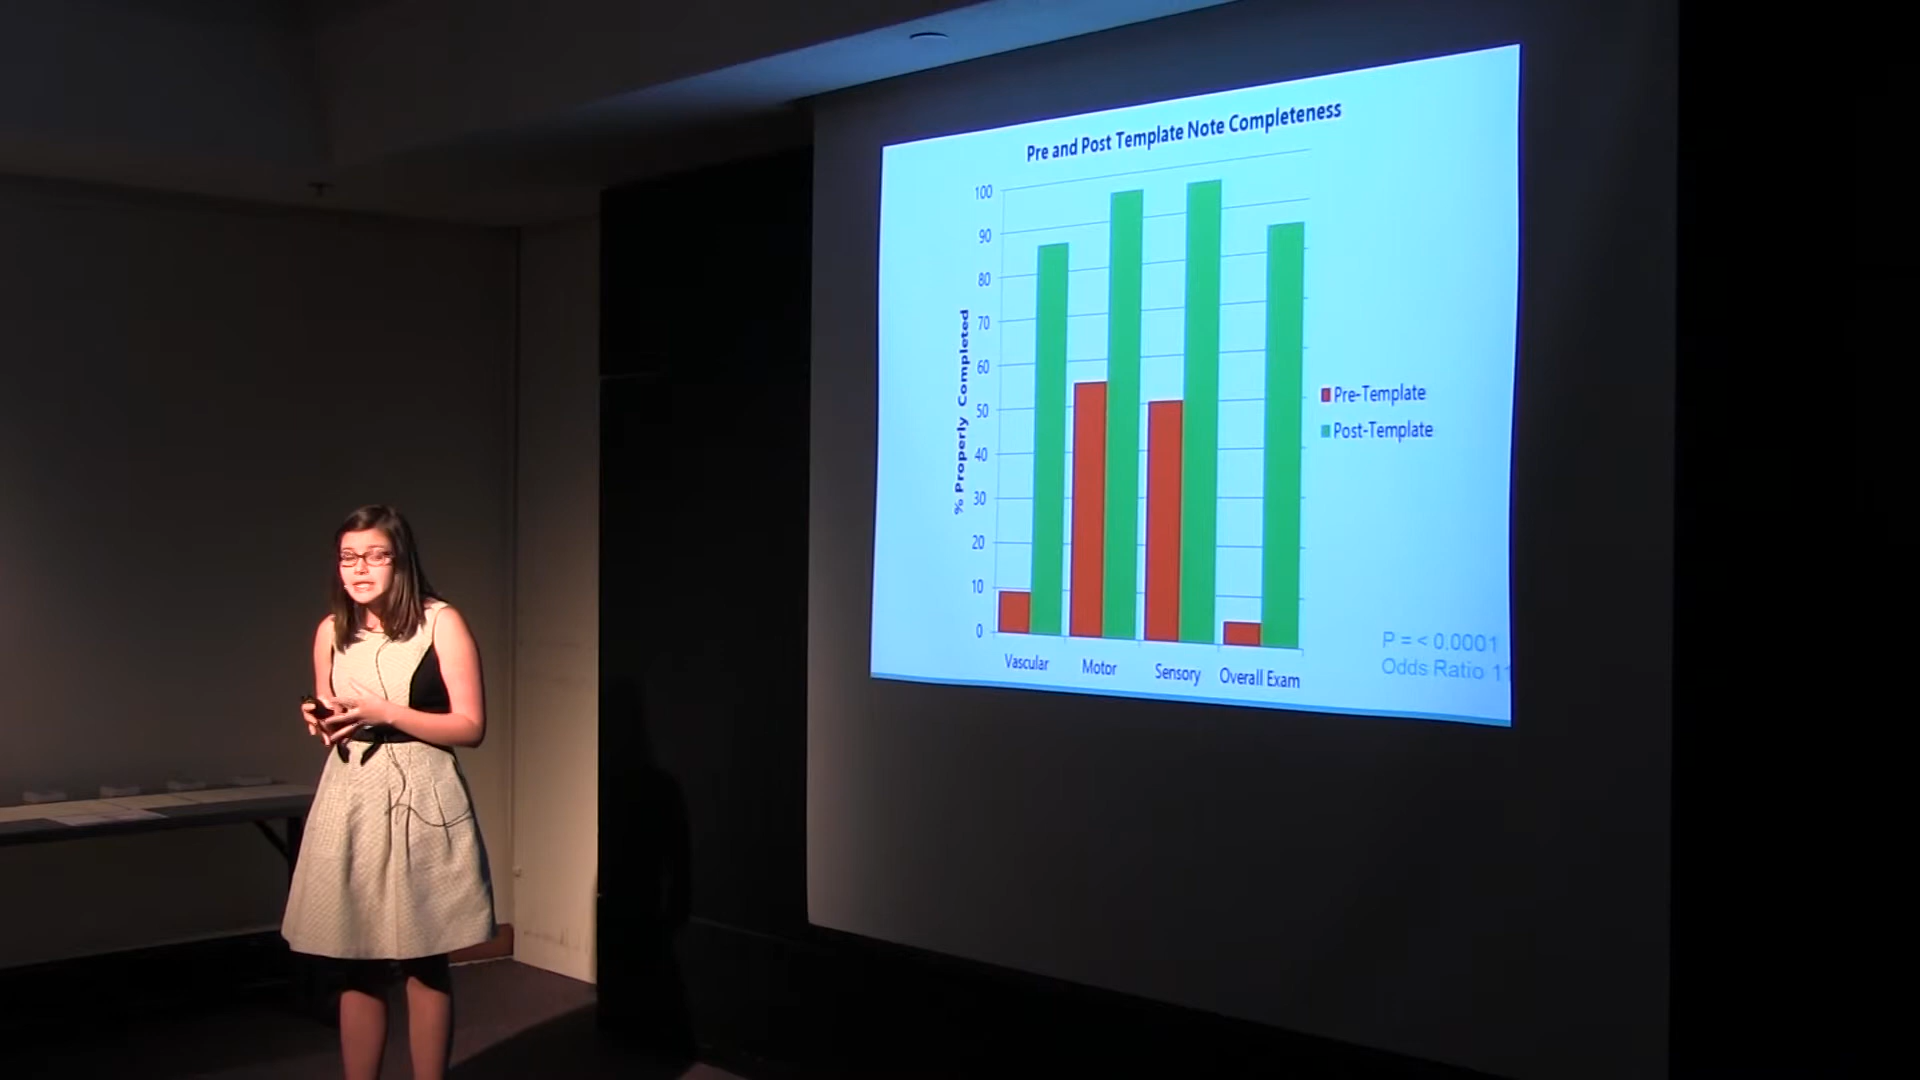 Pre and Post Template Note Completeness
100
90
80
70
60
50
40
30
20
10
0
% Properly Completed
Vascular
Motor
Sensory
Overall Exam
Pre-Template
Post-Template
P = < 0.0001
Odds Ratio 11